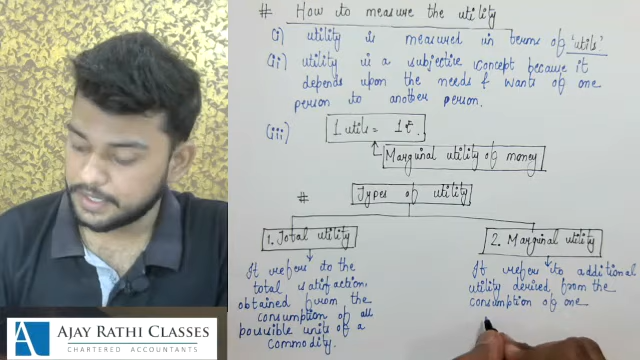 # How to measure the utility
(i) utility is measured in terms of 'utils'
(ii) utility is a subjective concept because it
depends upon the needs & wants of one
person to another person.
(iii) 1 utils = 1₹.
Marginal utility of money
# Types of utility
1. Total utility
It refers to the
total satisfaction,
obtained from the
consumption of all
possible units of a
commodity.
2. Marginal utility
It refers to additional
utility derived from the
consumption of one
AJAY RATHI CLASSES
CHARTERED ACCOUNTANTS